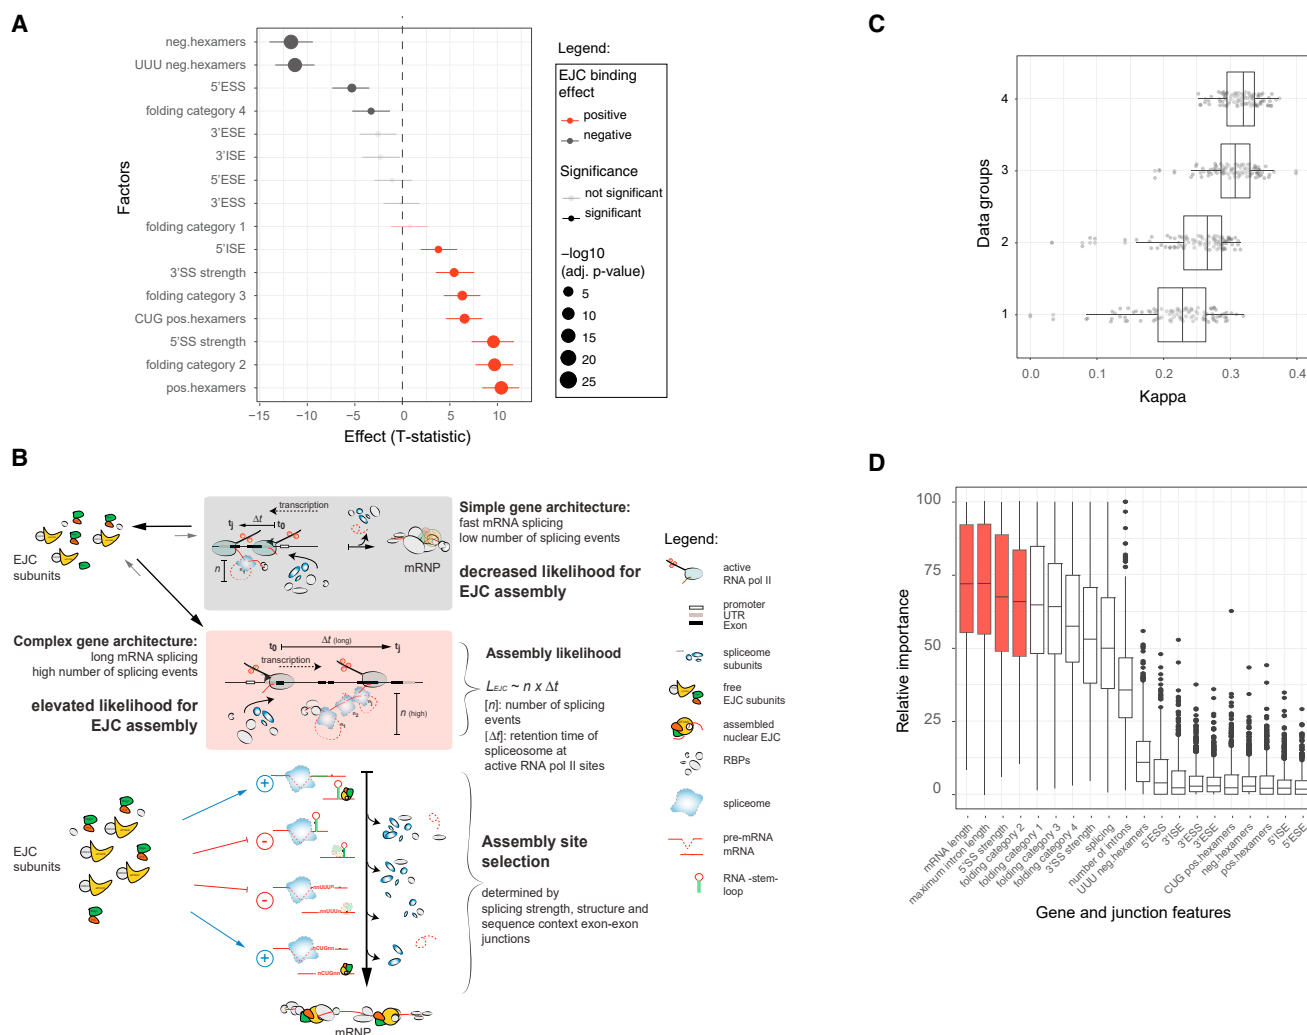 A
neg.hexamers
UUU neg.hexamers
5'ESS
folding category 4
3'ESE
3'ISE
5'ESE
3'ESS
folding category 1
5'ISE
3'SS strength
folding category 3
CUG pos.hexamers
5'SS strength
folding category 2
pos.hexamers
Factors
−15
−10
−5
0
5
10
Effect (T-statistic)
Legend:
EJC binding
effect
positive
negative
Significance
not significant
significant
−log10
(adj. p-value)
5
10
15
20
25
C
4
3
2
1
Data groups
0.0
0.1
0.2
0.3
0.4
Kappa
B
EJC
subunits
transcription
tj
Δt
t0
n
mRNP
Simple gene architecture:
fast mRNA splicing
low number of splicing events
decreased likelihood for
EJC assembly
Complex gene architecture:
long mRNA splicing
high number of splicing events
elevated likelihood for
EJC assembly
t0
Δt (long)
tj
transcription
n (high)
Assembly likelihood
LEJC ~ n x Δt
[n]: number of splicing
events
[Δt]: retention time of
spliceosome at
active RNA pol II sites
EJC
subunits
+
−
−
nnUUUn
nnUUUn
+
nCUGnn
nCUGnn
mRNP
Assembly site
selection
determined by
splicing strength, structure and
sequence context exon-exon
junctions
Legend:
active
RNA pol II
promoter
UTR
Exon
spliceome
subunits
free
EJC subunits
assembled
nuclear EJC
RBPs
spliceome
pre-mRNA
mRNA
RNA -stem-
loop
D
100
75
50
25
0
Relative importance
mRNA length
maximum intron length
5'SS strength
folding category 2
folding category 1
folding category 3
folding category 4
3'SS strength
splicing
number of introns
UUU neg.hexamers
5'ESS
3'ISE
3'ESS
3'ESE
CUG pos.hexamers
neg.hexamers
pos.hexamers
5'ISE
5'ESE
Gene and junction features